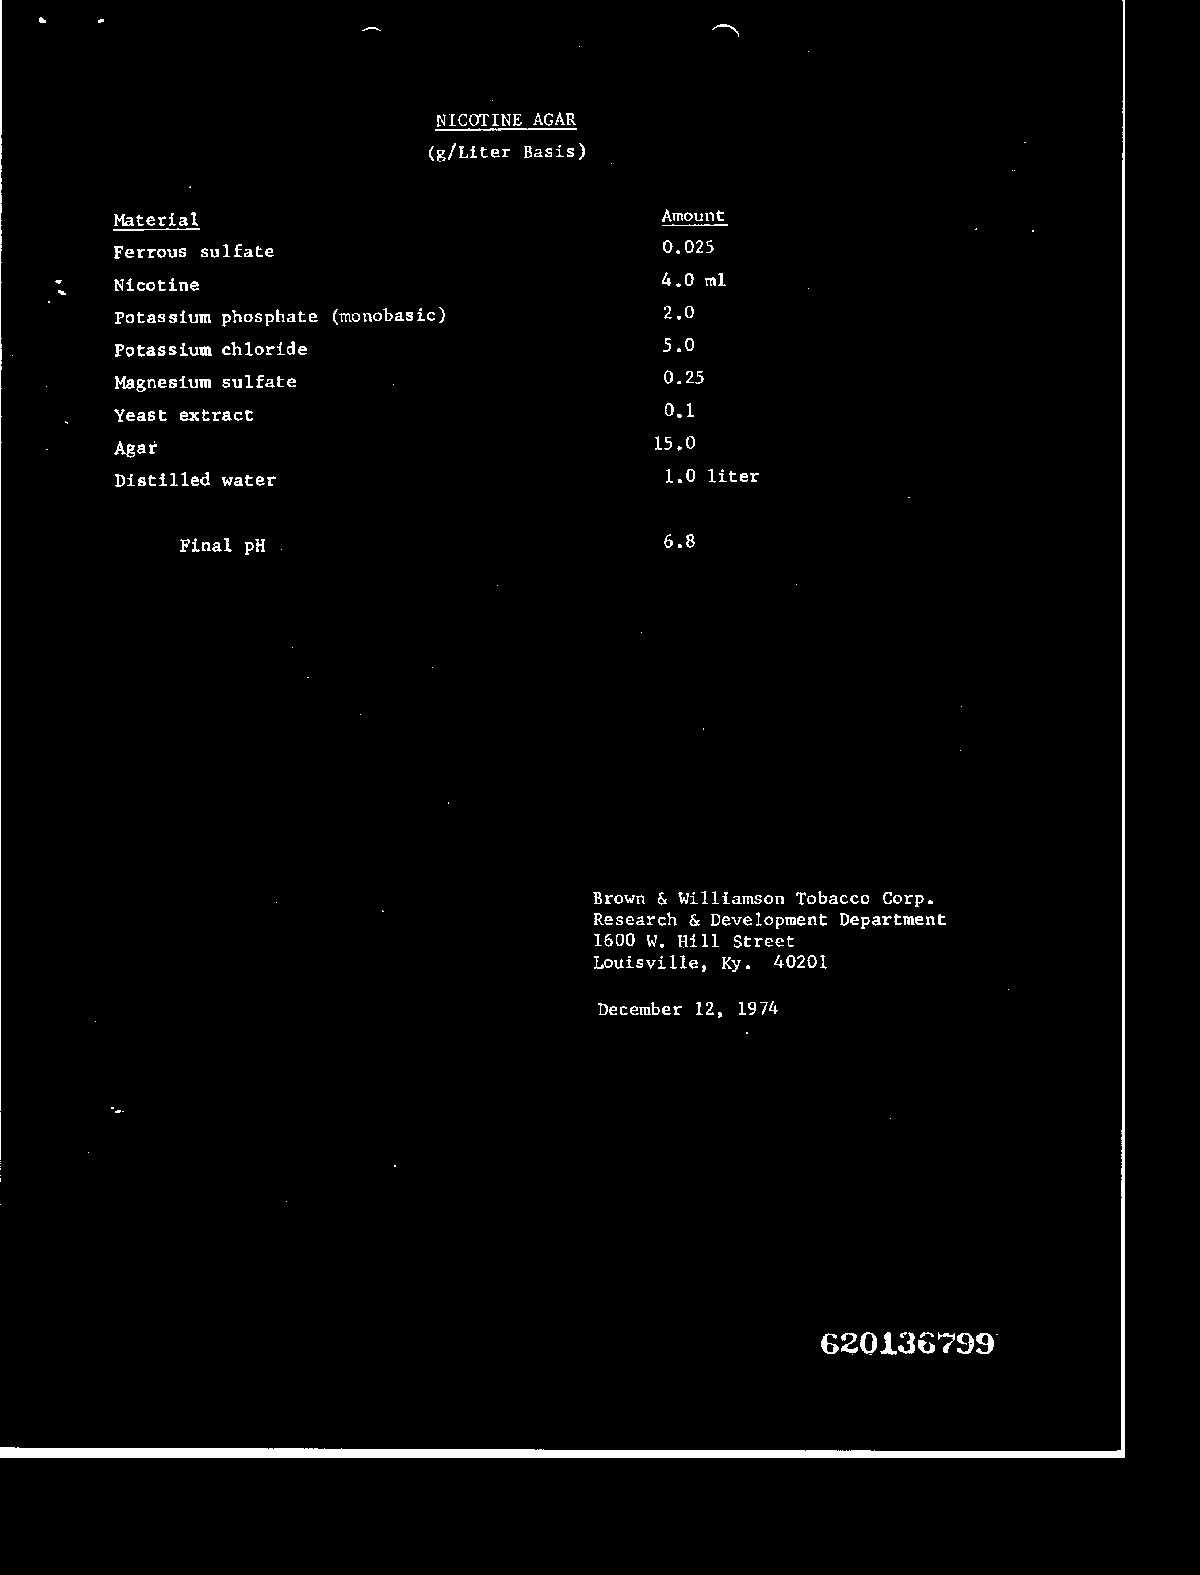 NICOTINE AGAR
(g/Liter Basis)
Material Amount
Ferrous sulfate 0.025
Nicotine 4.0 ml
Potassium phosphate (monobasic) 2.0
Potassium chloride 5.0
Magnesium sulfate 0.25
Yeast extract 0.1
Agar 15.0
Distilled water 1.0 liter
Final pH 6.8
Brown & Williamson Tobacco Corp.
Research & Development Department
1600 W. Hill Street
Louisville, Ky. 40201
December 12, 1974
620136799